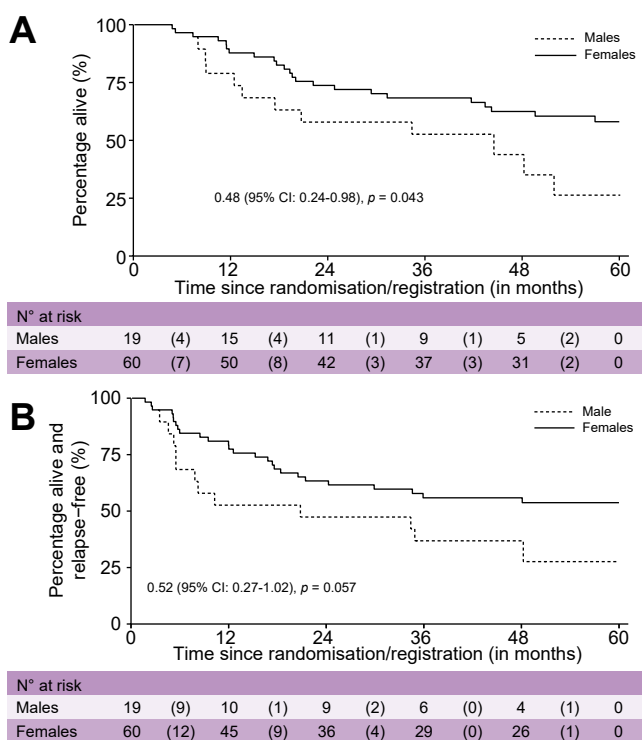 A
Percentage alive (%)
100
75
50
25
0
Males
Females
0.48 (95% CI: 0.24-0.98), p = 0.043
0 12 24 36 48 60
Time since randomisation/registration (in months)
N° at risk
Males 19 (4) 15 (4) 11 (1) 9 (1) 5 (2) 0
Females 60 (7) 50 (8) 42 (3) 37 (3) 31 (2) 0
B
Percentage alive and
relapse−free (%)
100
75
50
25
0
Male
Females
0.52 (95% CI: 0.27-1.02), p = 0.057
0 12 24 36 48 60
Time since randomisation/registration (in months)
N° at risk
Males 19 (9) 10 (1) 9 (2) 6 (0) 4 (1) 0
Females 60 (12) 45 (9) 36 (4) 29 (0) 26 (1) 0